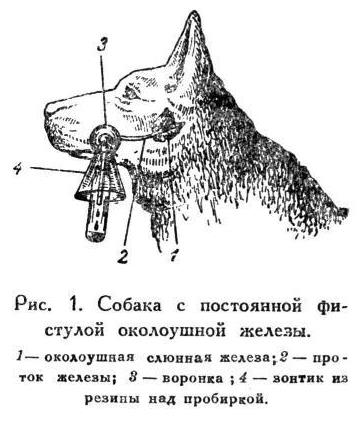 3
4
2
1
Рис. 1. Собака с постоянной фи-
стулой околоушной железы.
1— околоушная слюнная железа; 2 — про-
ток железы; 3 — воронка ; 4 — зонтик из
резины над пробиркой.